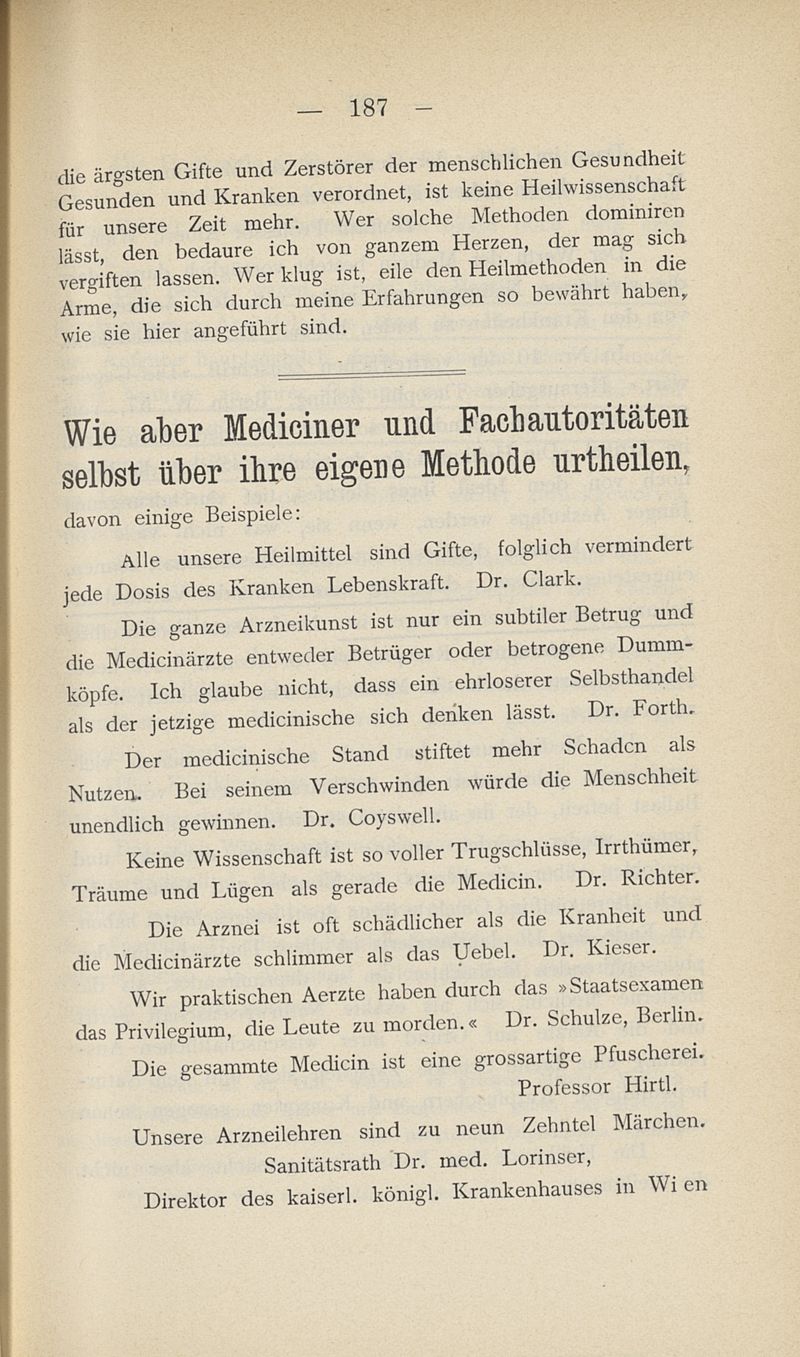 — 187 —
die ärgsten Gifte und Zerstörer der menschlichen Gesundheit
Gesunden und Kranken verordnet, ist keine Heilwissenschaft
für unsere Zeit mehr. Wer solche Methoden dominiren
lässt, den bedaure ich von ganzem Herzen, der mag sich
vergiften lassen. Wer klug ist, eile den Heilmethoden in die
Arme, die sich durch meine Erfahrungen so bewährt haben,
wie sie hier angeführt sind.
Wie aber Mediciner und Fachautoritäten
selbst über ihre eigene Methode urtheilen,
davon einige Beispiele:
Alle unsere Heilmittel sind Gifte, folglich vermindert
jede Dosis des Kranken Lebenskraft. Dr. Clark.
Die ganze Arzneikunst ist nur ein subtiler Betrug und
die Medicinärzte entweder Betrüger oder betrogene Dumm-
köpfe. Ich glaube nicht, dass ein ehrloserer Selbsthandel
als der jetzige medicinische sich denken lässt. Dr. Forth.
Der medicinische Stand stiftet mehr Schaden als
Nutzen. Bei seinem Verschwinden würde die Menschheit
unendlich gewinnen. Dr. Coyswell.
Keine Wissenschaft ist so voller Trugschlüsse, Irrthümer,
Träume und Lügen als gerade die Medicin. Dr. Richter.
Die Arznei ist oft schädlicher als die Kranheit und
die Medicinärzte schlimmer als das Uebel. Dr. Kieser.
Wir praktischen Aerzte haben durch das »Staatsexamen
das Privilegium, die Leute zu morden.« Dr. Schulze, Berlin.
Die gesammte Medicin ist eine grossartige Pfuscherei.
Professor Hirtl.
Unsere Arzneilehren sind zu neun Zehntel Märchen.
Sanitätsrath Dr. med. Lorinser,
Direktor des kaiserl. königl. Krankenhauses in Wien